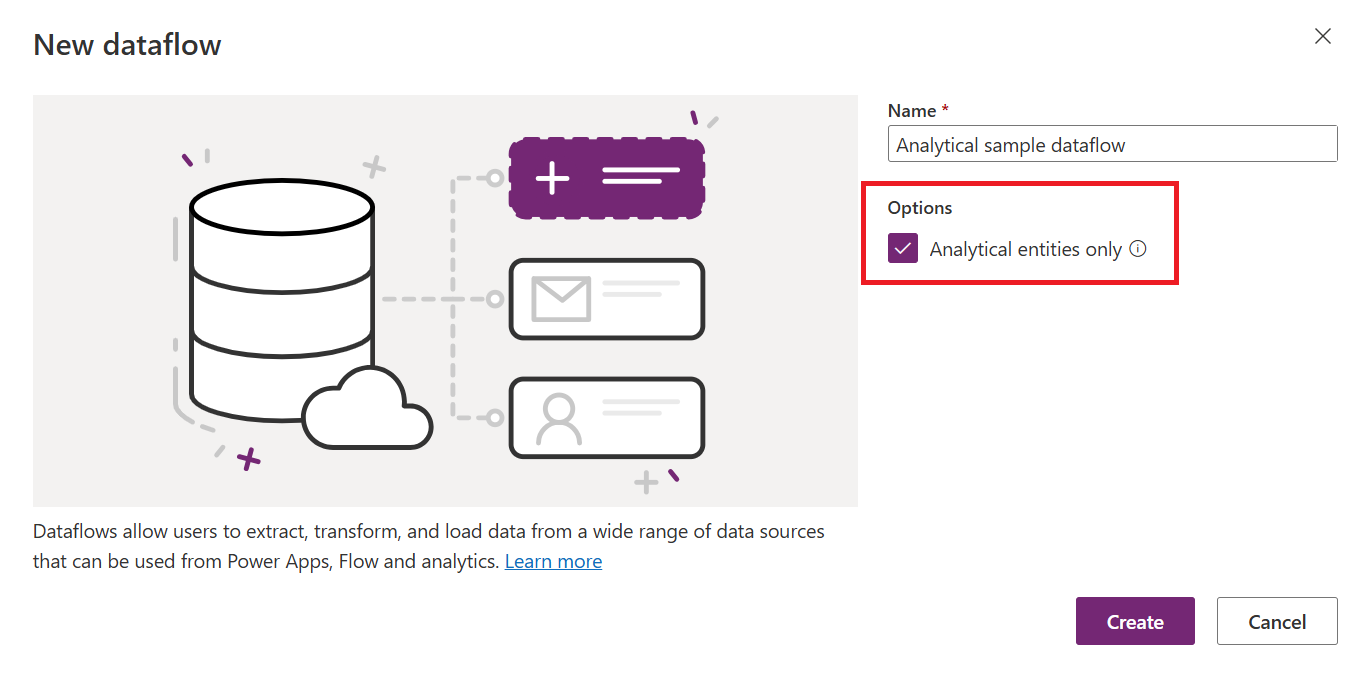 New dataflow
Name *
Analytical sample dataflow
Options
Analytical entities only
Dataflows allow users to extract, transform, and load data from a wide range of data sources
that can be used from Power Apps, Flow and analytics. Learn more
Create
Cancel